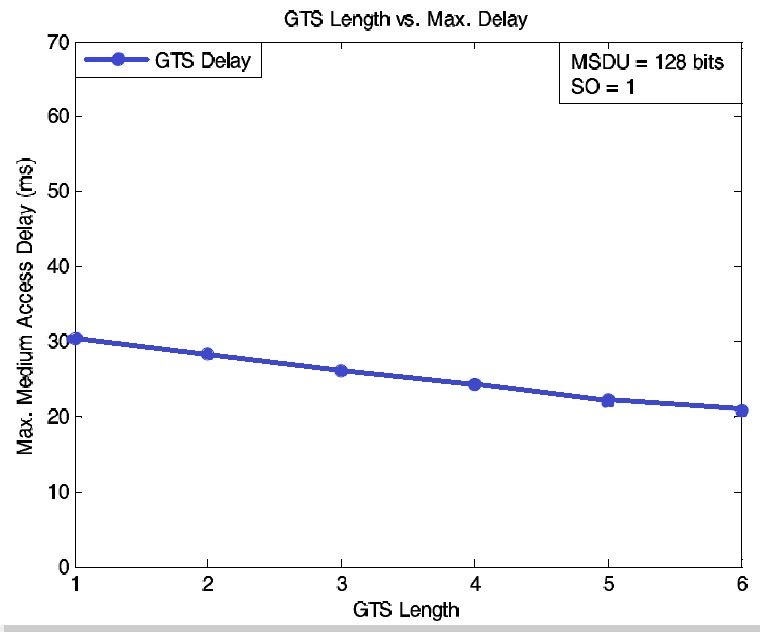 GTS Length vs. Max. Delay
70
GTS Delay
MSDU = 128 bits
SO = 1
60
50
40
30
20
10
0
Max. Medium Access Delay (ms)
1 2 3 4 5 6
GTS Length